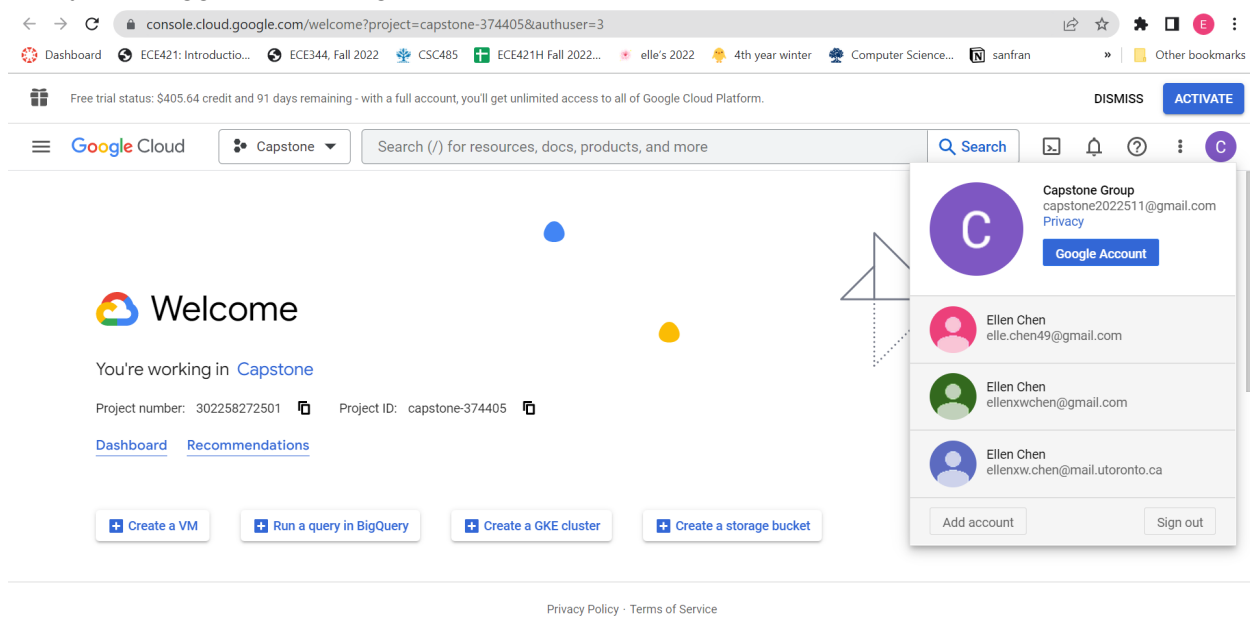 console.cloud.google.com/welcome?project=capstone-374405&authuser=3
E
Dashboard ECE421: Introductio... ECE344, Fall 2022 CSC485 ECE421H Fall 2022... elle's 2022 4th year winter Computer Science... sanfran » Other bookmarks
Free trial status: $405.64 credit and 91 days remaining - with a full account, you'll get unlimited access to all of Google Cloud Platform. DISMISS ACTIVATE
Google Cloud Capstone Search (/) for resources, docs, products, and more Search C
C
Capstone Group
capstone2022511@gmail.com
Privacy
Google Account
Ellen Chen
elle.chen49@gmail.com
Ellen Chen
ellenxwchen@gmail.com
Ellen Chen
ellenxw.chen@mail.utoronto.ca
Add account Sign out
Welcome
You're working in Capstone
Project number: 302258272501 Project ID: capstone-374405
Dashboard Recommendations
Create a VM Run a query in BigQuery Create a GKE cluster Create a storage bucket
Privacy Policy · Terms of Service